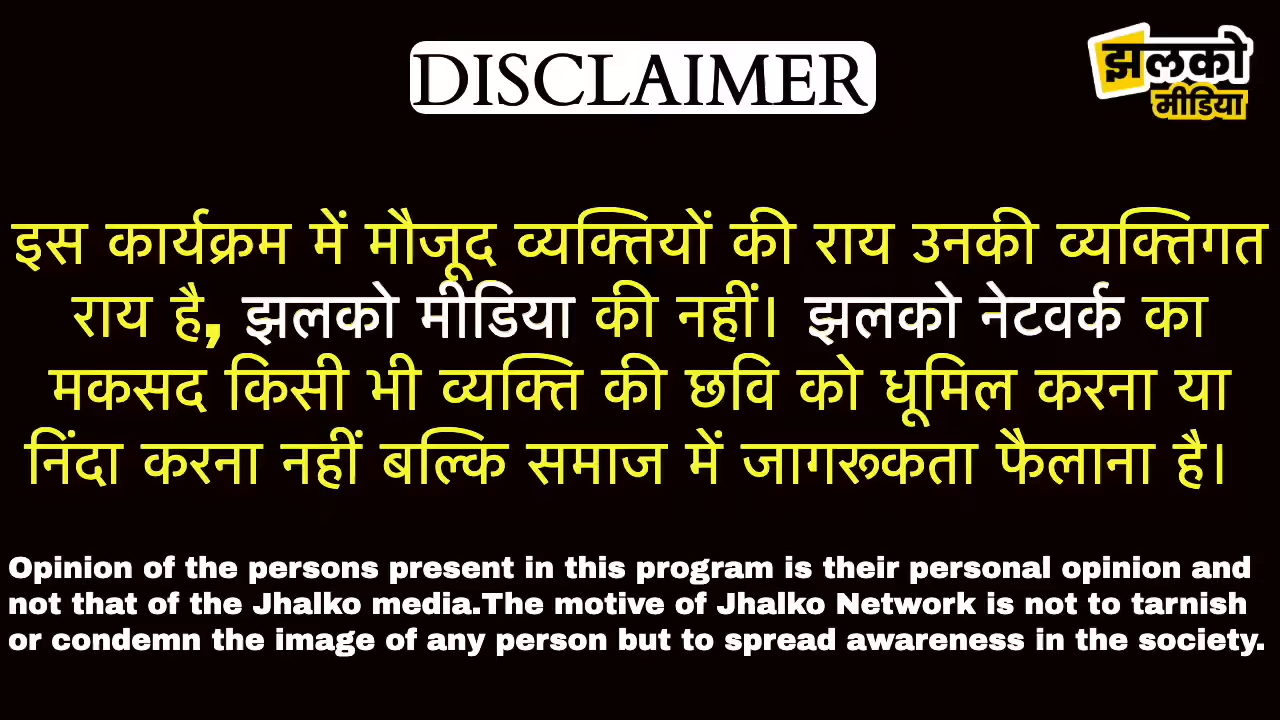 DISCLAIMER
झलको
मीडिया
इस कार्यक्रम में मौजूद व्यक्तियों की राय उनकी व्यक्तिगत
राय है, झलको मीडिया की नहीं। झलको नेटवर्क का
मकसद किसी भी व्यक्ति की छवि को धूमिल करना या
निंदा करना नहीं बल्कि समाज में जागरूकता फैलाना है।
Opinion of the persons present in this program is their personal opinion and
not that of the Jhalko media.The motive of Jhalko Network is not to tarnish
or condemn the image of any person but to spread awareness in the society.